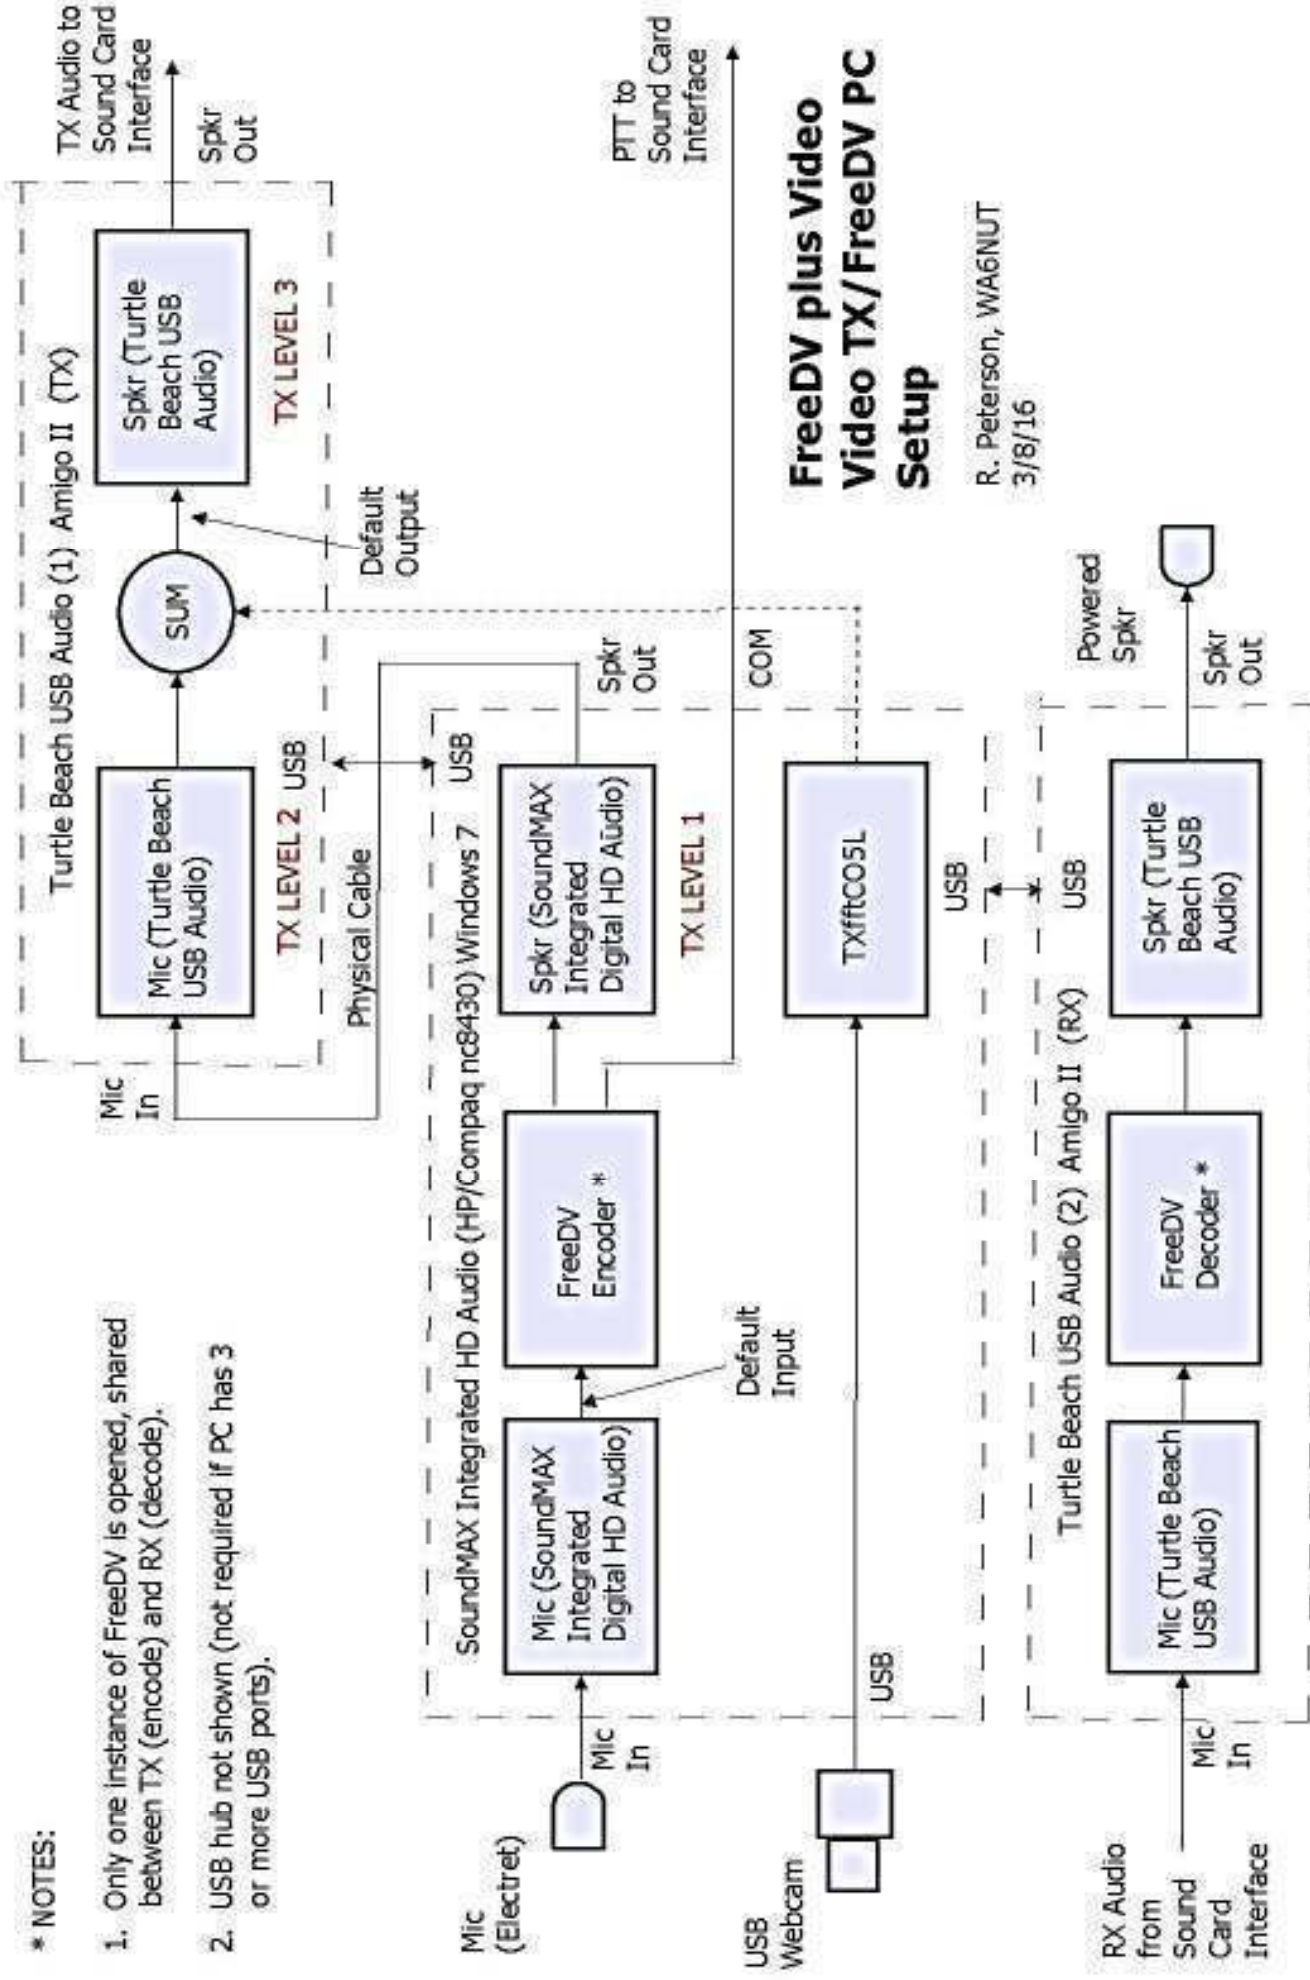 * NOTES:
1. Only one instance of FreeDV is opened, shared
between TX (encode) and RX (decode).
2. USB hub not shown (not required if PC has 3
or more USB ports).
Turtle Beach USB Audio (1) Amigo II (TX)
Mic
In
Mic (Turtle Beach
USB Audio)
TX LEVEL 2
USB
SUM
Default
Output
Spkr (Turtle
Beach USB
Audio)
TX LEVEL 3
TX Audio to
Sound Card
Interface
Spkr
Out
Physical Cable
SoundMAX Integrated HD Audio (HP/Compaq nc8430) Windows 7
USB
Mic
(Electret)
Mic
In
Mic (SoundMAX
Integrated
Digital HD Audio)
Default
Input
FreeDV
Encoder *
Spkr (SoundMAX
Integrated
Digital HD Audio)
TX LEVEL 1
Spkr
Out
COM
PTT to
Sound Card
Interface
USB
Webcam
USB
TXfftCO5L
USB
FreeDV plus Video
Video TX/FreeDV PC
Setup
R. Peterson, WA6NUT
3/8/16
Turtle Beach USB Audio (2) Amigo II (RX)
USB
RX Audio
from
Sound
Card
Interface
Mic
In
Mic (Turtle Beach
USB Audio)
FreeDV
Decoder *
Spkr (Turtle
Beach USB
Audio)
Powered
Spkr
Spkr
Out